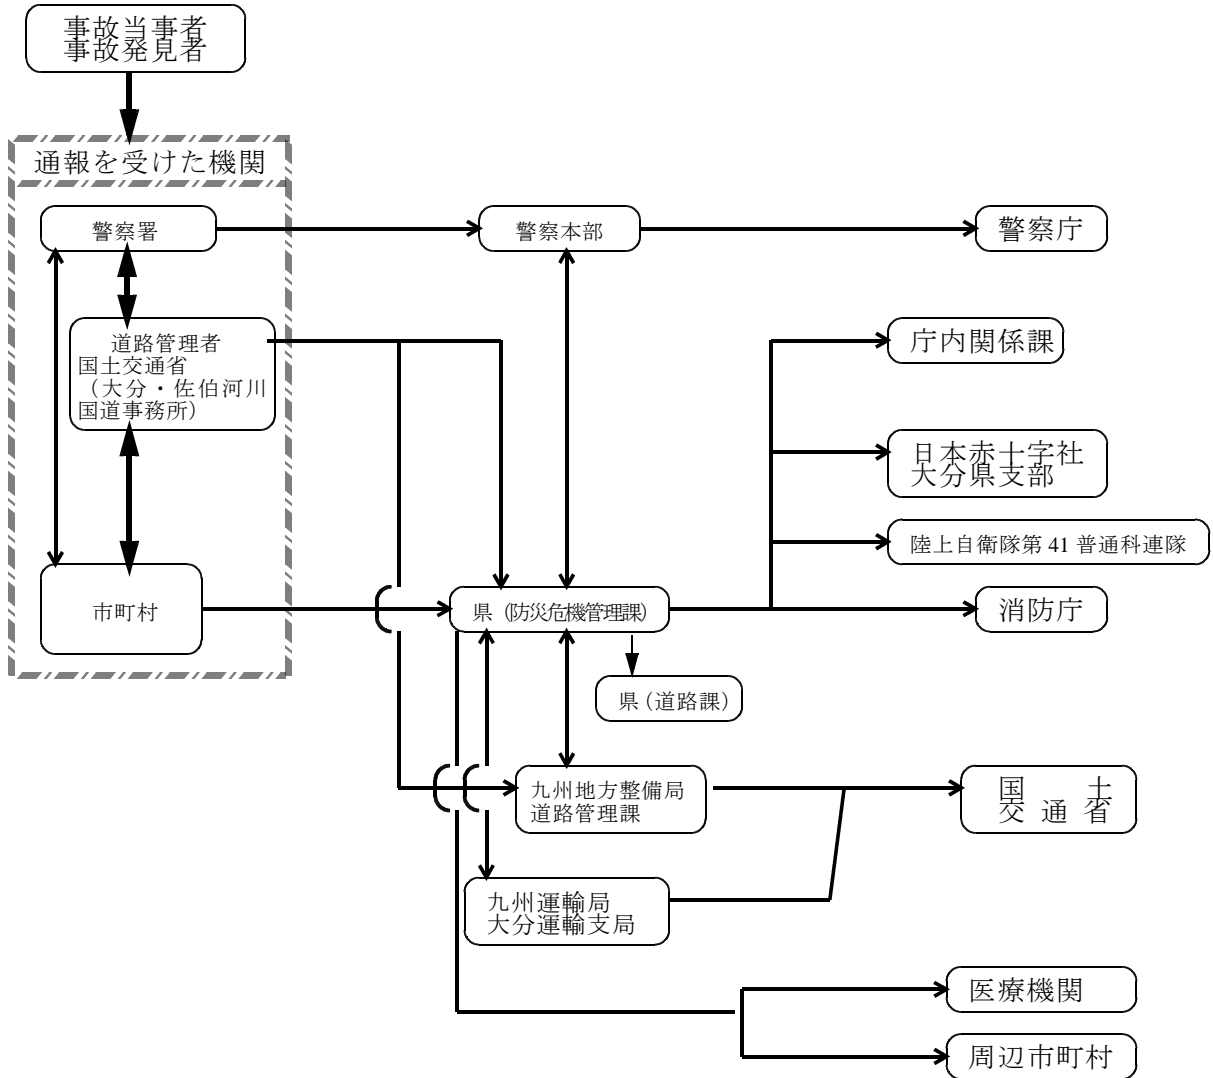 事故当事者
事故発見者
通報を受けた機関
警察署
警察本部
警察庁
道路管理者
国土交通省
（大分・佐伯河川
国道事務所）
庁内関係課
日本赤十字社
大分県支部
陸上自衛隊第 41 普通科連隊
市町村
県（防災危機管理課）
消防庁
県（道路課）
九州地方整備局
道路管理課
国　　土
交 通 省
九州運輸局
大分運輸支局
医療機関
周辺市町村